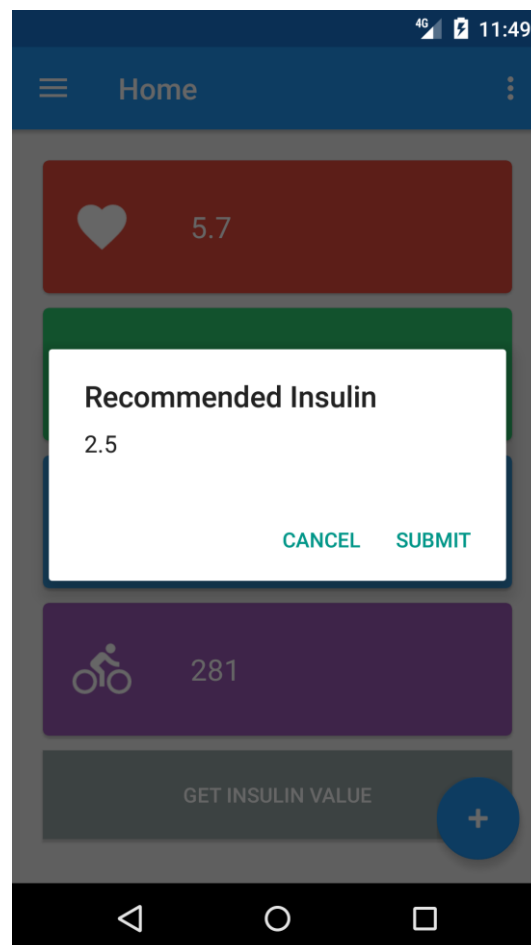 4G 11:49
Home
5.7
Recommended Insulin
2.5
CANCEL SUBMIT
281
GET INSULIN VALUE